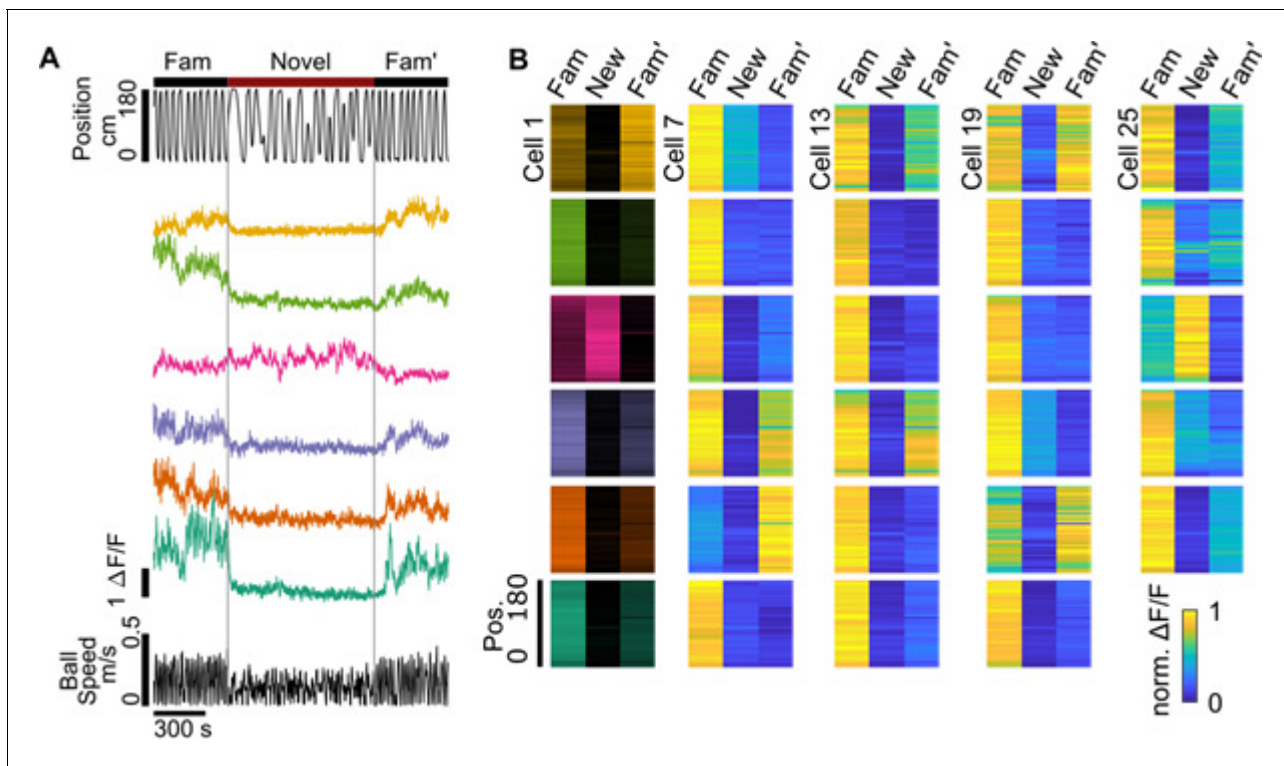 A
Fam Novel Fam'
Position
cm
0 180
1 ΔF/F
Ball
Speed
m/s
0 0.5
300 s
B
Fam New Fam'
Fam New Fam'
Fam New Fam'
Fam New Fam'
Fam New Fam'
Cell 1
Cell 7
Cell 13
Cell 19
Cell 25
Pos.
0 180
norm. ΔF/F
1
0